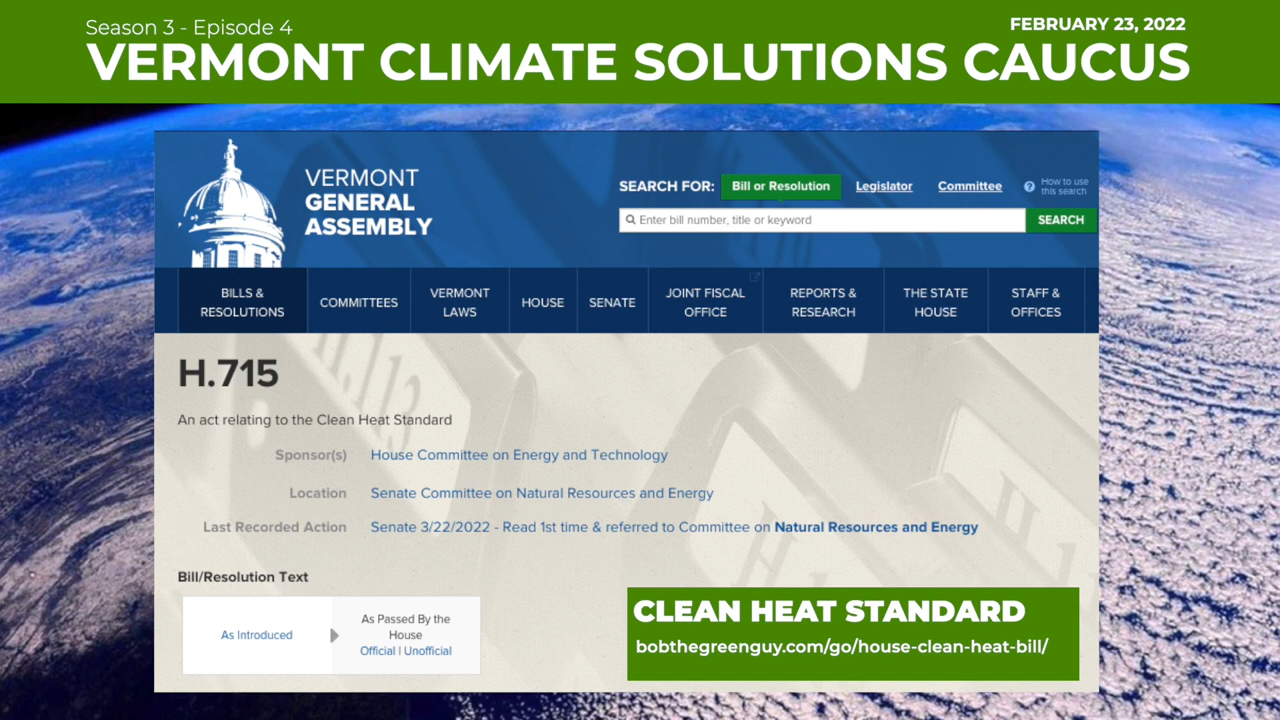 Season 3 - Episode 4
FEBRUARY 23, 2022
VERMONT CLIMATE SOLUTIONS CAUCUS
VERMONT
GENERAL
ASSEMBLY
SEARCH FOR:
Bill or Resolution
Legislator
Committee
How to use
this search
Enter bill number, title or keyword
SEARCH
BILLS &
RESOLUTIONS
COMMITTEES
VERMONT
LAWS
HOUSE
SENATE
JOINT FISCAL
OFFICE
REPORTS &
RESEARCH
THE STATE
HOUSE
STAFF &
OFFICES
H.715
An act relating to the Clean Heat Standard
Sponsor(s) House Committee on Energy and Technology
Location Senate Committee on Natural Resources and Energy
Last Recorded Action Senate 3/22/2022 - Read 1st time & referred to Committee on Natural Resources and Energy
Bill/Resolution Text
As Introduced
As Passed By the
House
Official | Unofficial
CLEAN HEAT STANDARD
bobthegreenguy.com/go/house-clean-heat-bill/